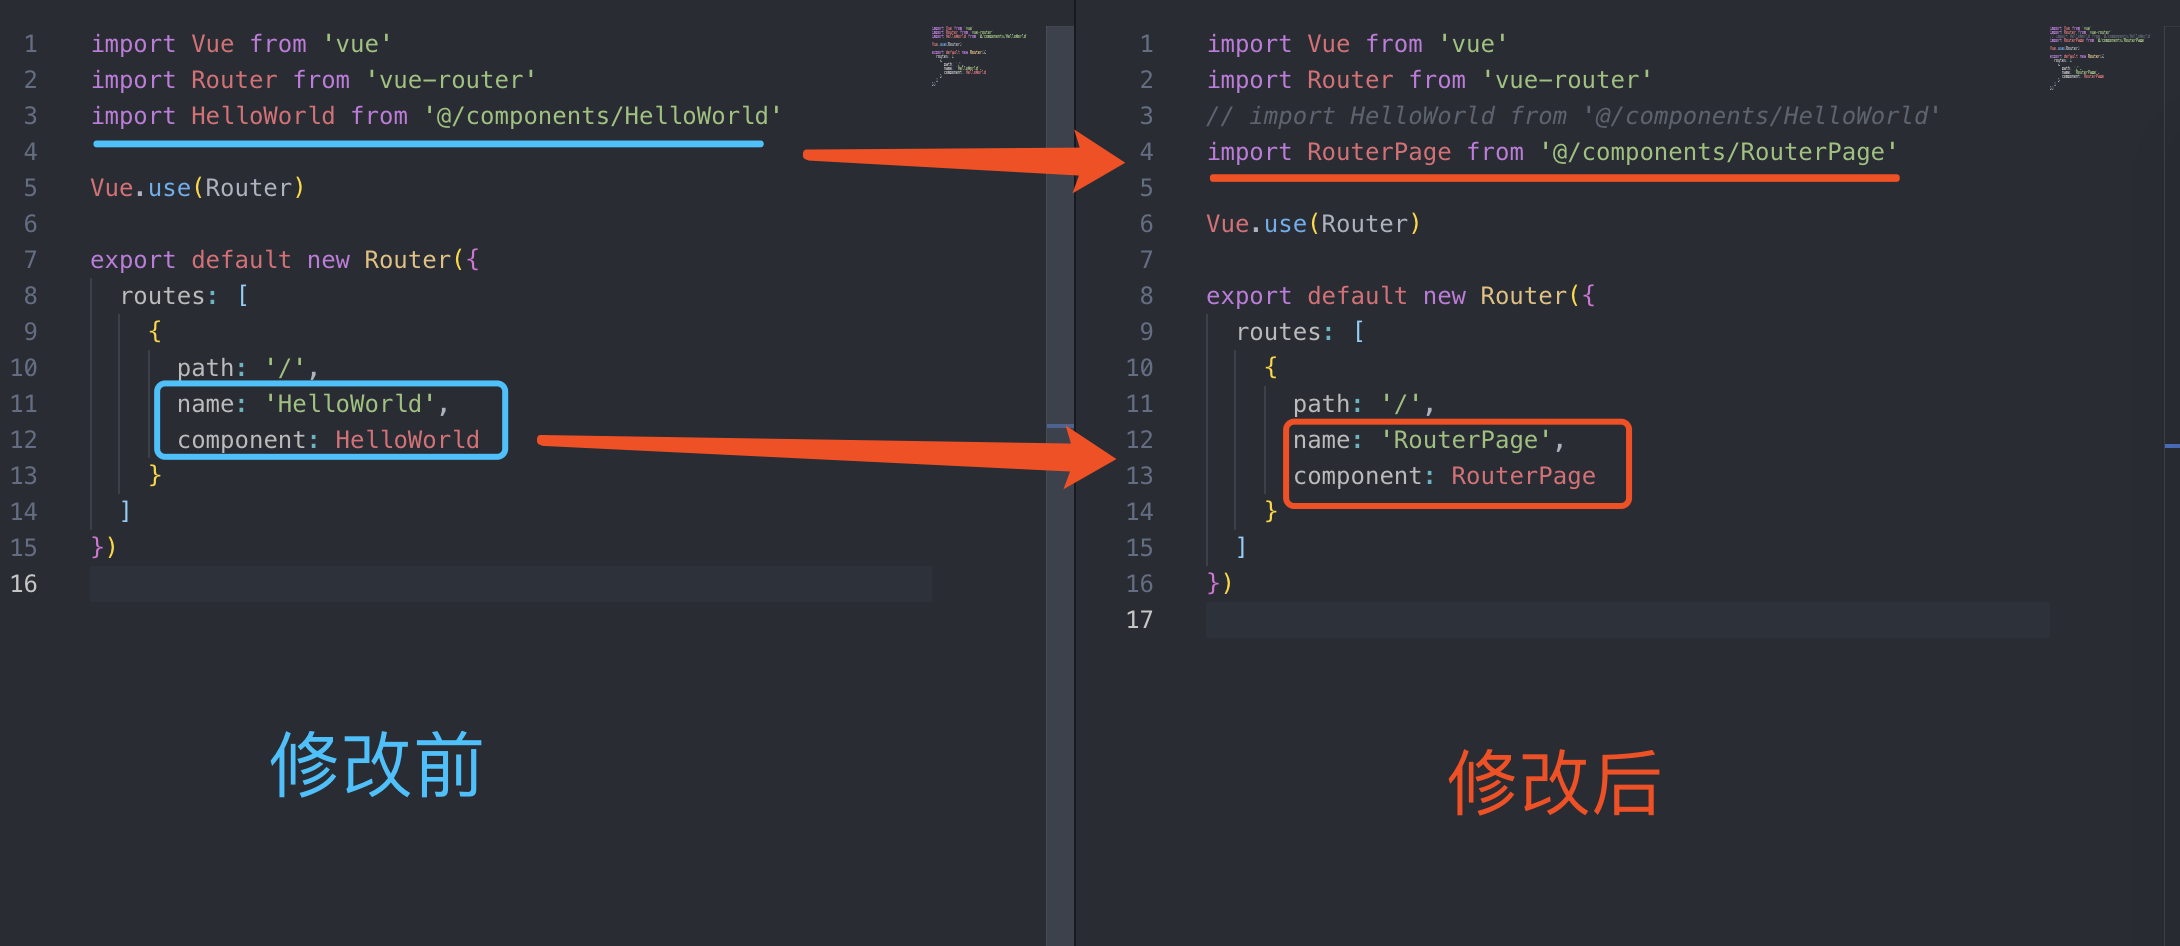 1 import Vue from 'vue'
2 import Router from 'vue-router'
3 import HelloWorld from '@/components/HelloWorld'
4
5 Vue.use(Router)
6
7 export default new Router({
8   routes: [
9     {
10       path: '/',
11       name: 'HelloWorld',
12       component: HelloWorld
13     }
14   ]
15 })
16
修改前
1 import Vue from 'vue'
2 import Router from 'vue-router'
3 // import HelloWorld from '@/components/HelloWorld'
4 import RouterPage from '@/components/RouterPage'
5
6 Vue.use(Router)
7
8 export default new Router({
9   routes: [
10     {
11       path: '/',
12       name: 'RouterPage',
13       component: RouterPage
14     }
15   ]
16 })
17
修改后